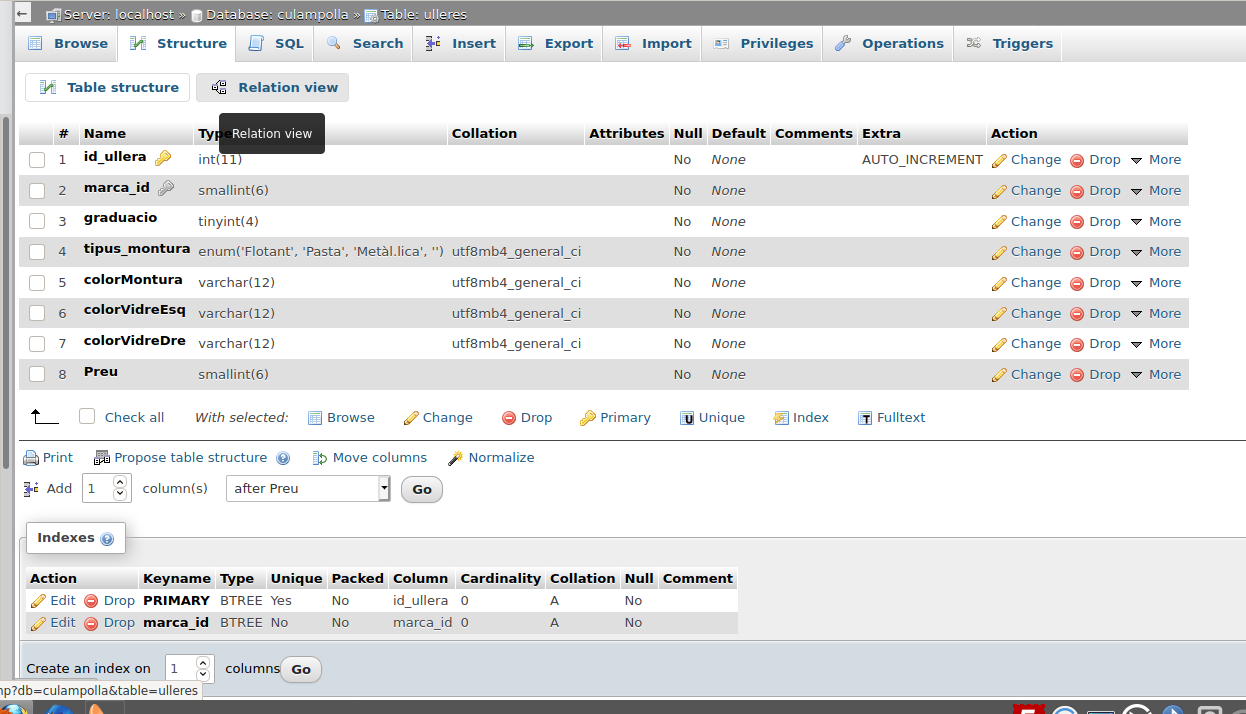 ← Server: localhost » Database: culampolla » Table: ulleres
Browse Structure SQL Search Insert Export Import Privileges Operations Triggers
Table structure Relation view
# Name Type Collation Attributes Null Default Comments Extra Action
Relation view
1 id_ullera int(11) No None AUTO_INCREMENT Change Drop More
2 marca_id smallint(6) No None Change Drop More
3 graduacio tinyint(4) No None Change Drop More
4 tipus_montura enum('Flotant', 'Pasta', 'Metàl.lica', '') utf8mb4_general_ci No None Change Drop More
5 colorMontura varchar(12) utf8mb4_general_ci No None Change Drop More
6 colorVidreEsq varchar(12) utf8mb4_general_ci No None Change Drop More
7 colorVidreDre varchar(12) utf8mb4_general_ci No None Change Drop More
8 Preu smallint(6) No None Change Drop More
Check all With selected: Browse Change Drop Primary Unique Index Fulltext
Print Propose table structure Move columns Normalize
Add 1 column(s) after Preu Go
Indexes
Action Keyname Type Unique Packed Column Cardinality Collation Null Comment
Edit Drop PRIMARY BTREE Yes No id_ullera 0 A No
Edit Drop marca_id BTREE No No marca_id 0 A No
Create an index on 1 columns Go
hp?db=culampolla&table=ulleres